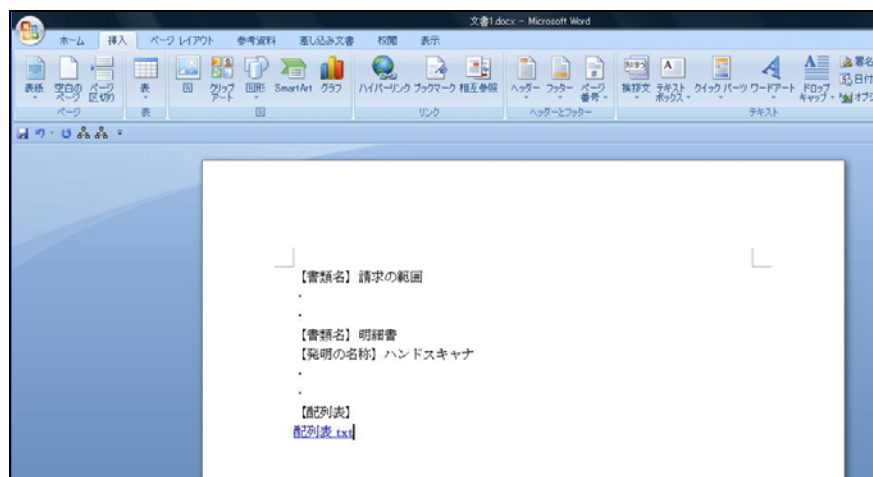 文書1.docx - Microsoft Word
ホーム 挿入 ページ レイアウト 参考資料 差し込み文書 校閲 表示
表紙 空白のページ ページ区切り 表 図 クリップアート 図形 SmartArt グラフ ハイパーリンク ブックマーク 相互参照 ヘッダー フッター ページ番号 挨拶文 テキストボックス クイック パーツ ワードアート ドロップキャップ 署名 日付 オブジ
ページ 表 図 リンク ヘッダーとフッター テキスト
【書類名】請求の範囲
・
・
【書類名】明細書
【発明の名称】ハンドスキャナ
・
・
【配列表】
配列表.txt